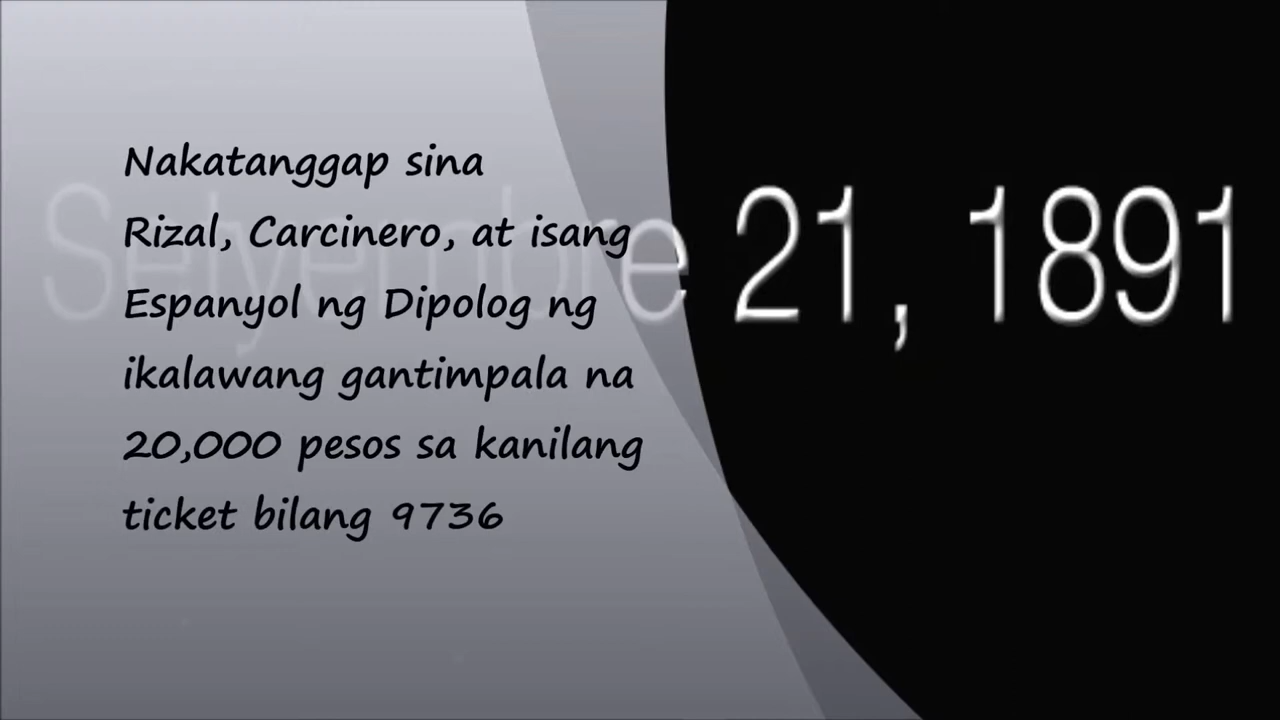 Nakatanggap sina
Rizal, Carcinero, at isang
Espanyol ng Dipolog ng
ikalawang gantimpala na
20,000 pesos sa kanilang
ticket bilang 9736
Setyembre 21, 1891